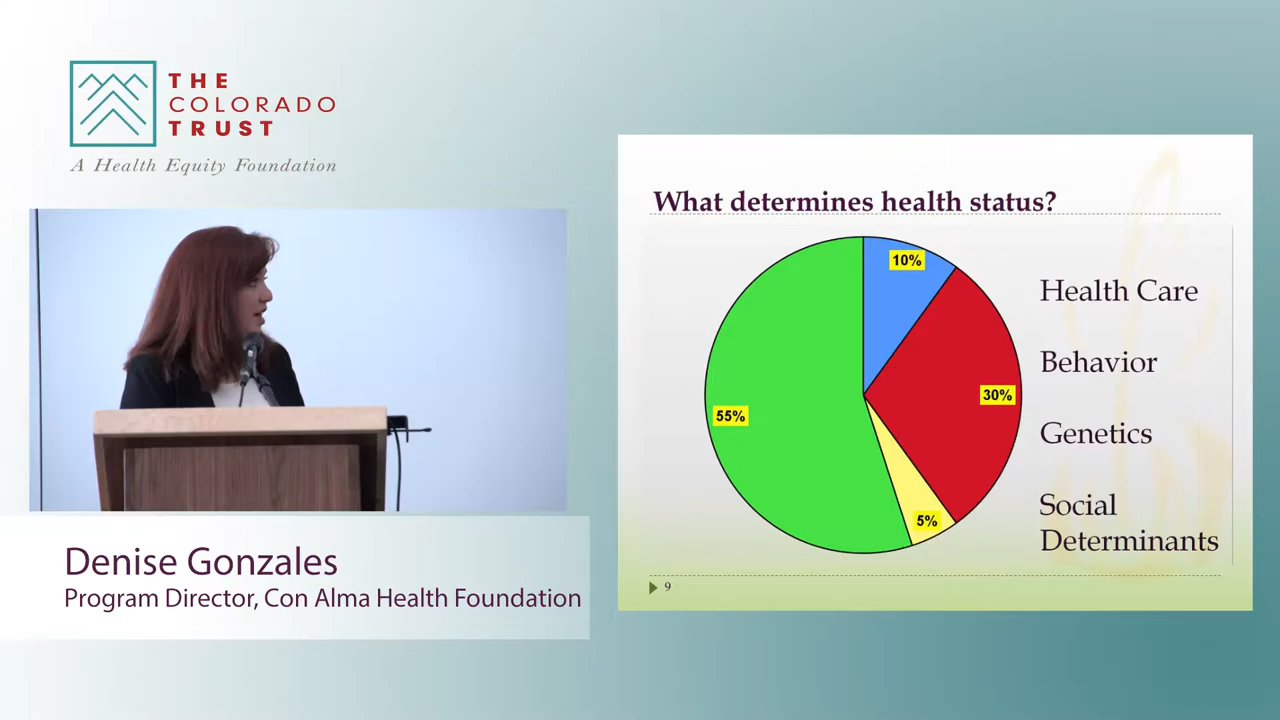 THE
COLORADO
TRUST
A Health Equity Foundation
Denise Gonzales
Program Director, Con Alma Health Foundation
What determines health status?
10%
30%
5%
55%
Health Care
Behavior
Genetics
Social
Determinants
9